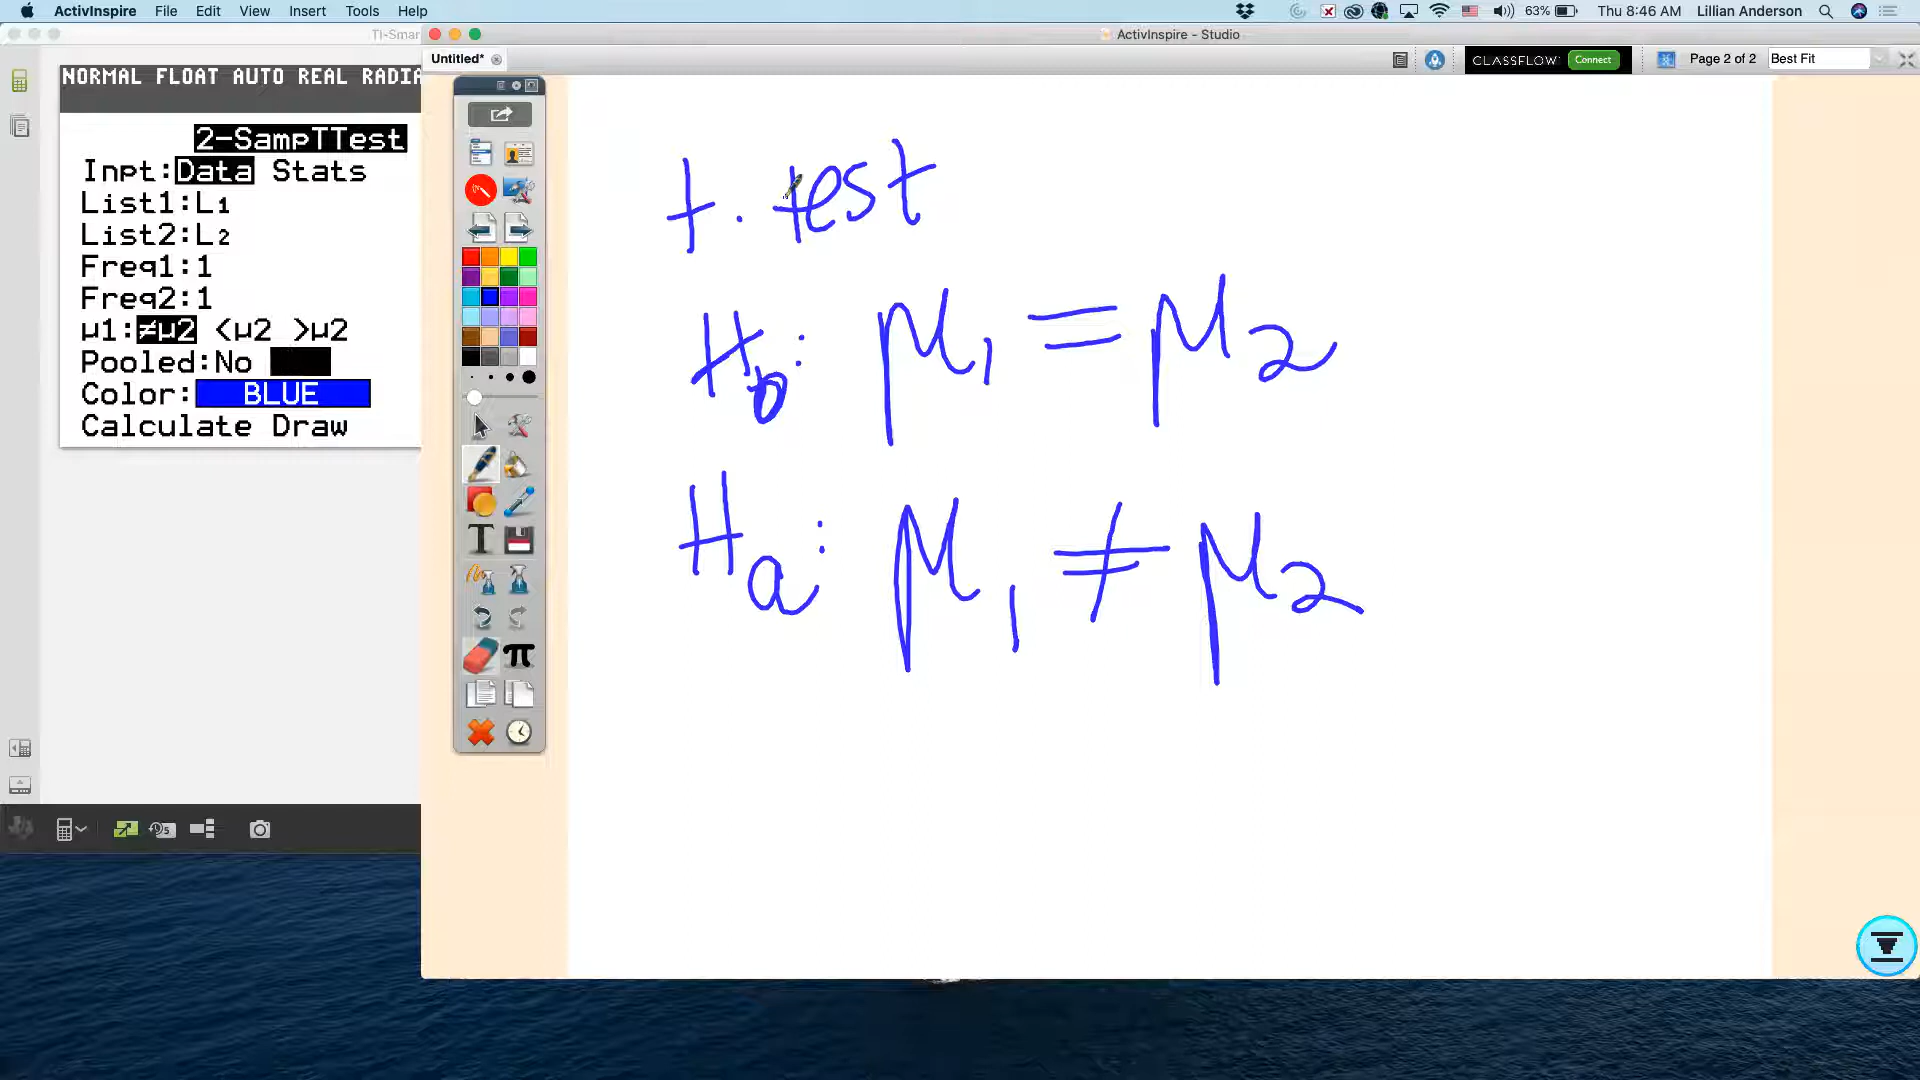 ActivInspire File Edit View Insert Tools Help 63% Thu 8:46 AM Lillian Anderson
TI-Smar
ActivInspire - Studio
Untitled*
CLASSFLOW Connect Page 2 of 2 Best Fit
NORMAL FLOAT AUTO REAL RADIA
2-SampTTest
Inpt:Data Stats
List1:L1
List2:L2
Freq1:1
Freq2:1
μ1:≠μ2 <μ2 >μ2
Pooled:No
Color: BLUE
Calculate Draw
t. test
H0: μ1 = μ2
Ha: μ1 ≠ μ2